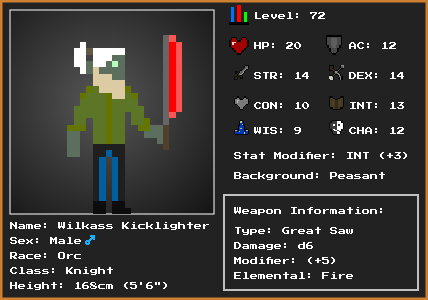 Level: 72
HP: 20
AC: 12
STR: 14
DEX: 14
CON: 10
INT: 13
WIS: 9
CHA: 12
Stat Modifier: INT (+3)
Background: Peasant
Name: Wilkass Kicklighter
Sex: Male♂
Race: Orc
Class: Knight
Height: 168cm (5'6")
Weapon Information:
Type: Great Saw
Damage: d6
Modifier: (+5)
Elemental: Fire